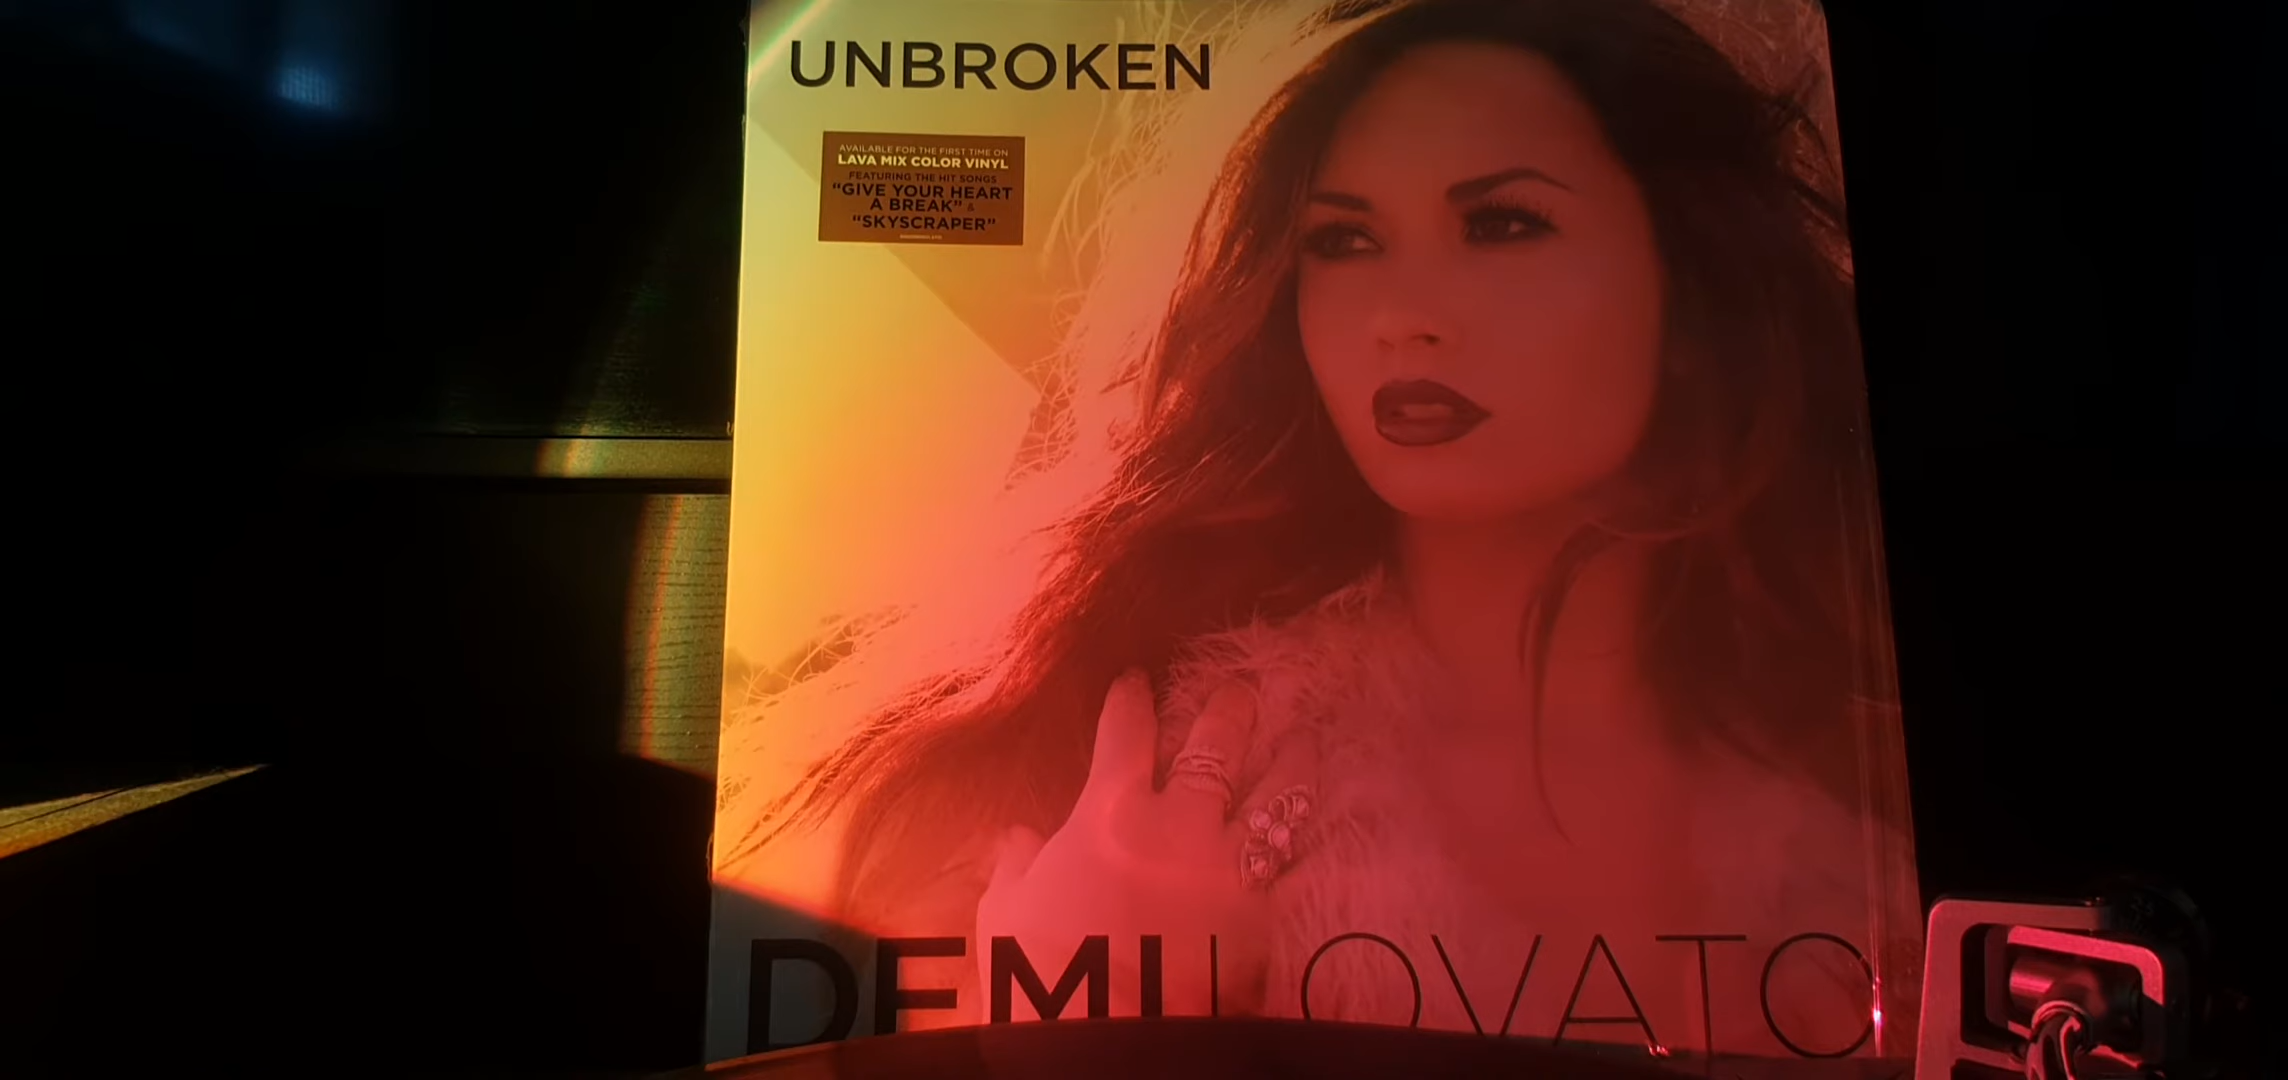 UNBROKEN
AVAILABLE FOR THE FIRST TIME ON
LAVA MIX COLOR VINYL
FEATURING THE HIT SONGS
“GIVE YOUR HEART
A BREAK” &
“SKYSCRAPER”
DEMI LOVATO